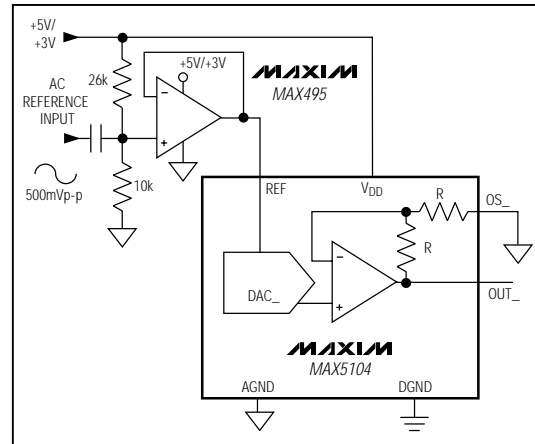 +5V/
+3V
26k
+5V/+3V
MAXIM
MAX495
AC
REFERENCE
INPUT
+
500mVp-p
10k
REF
VDD
R
OS_
R
DAC_
+
OUT_
MAXIM
MAX5104
AGND
DGND